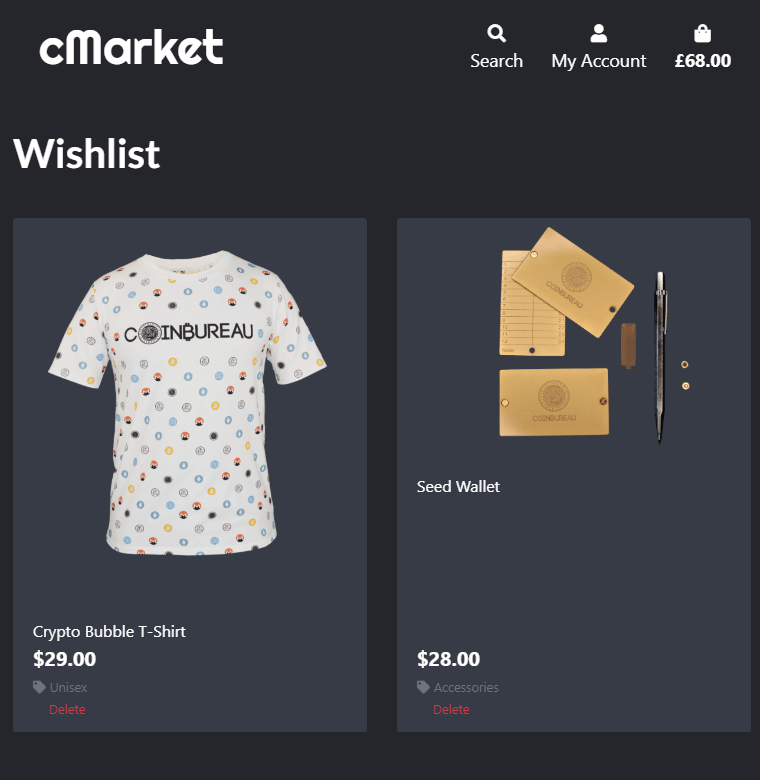 cMarket
Search
My Account
£68.00
Wishlist
COINBUREAU
COINBUREAU
COINBUREAU
NAME
Crypto Bubble T-Shirt
$29.00
Unisex
Delete
Seed Wallet
$28.00
Accessories
Delete